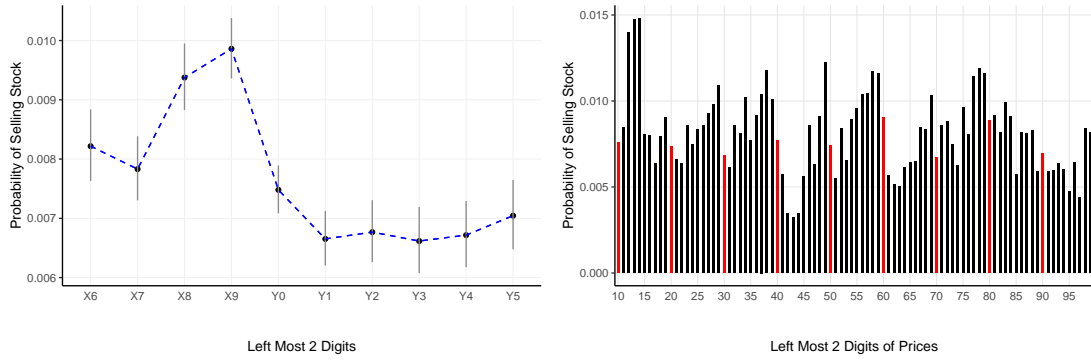 Probability of Selling Stock
0.010
0.009
0.008
0.007
0.006
X6 X7 X8 X9 Y0 Y1 Y2 Y3 Y4 Y5
Left Most 2 Digits
Probability of Selling Stock
0.015
0.010
0.005
0.000
10 15 20 25 30 35 40 45 50 55 60 65 70 75 80 85 90 95
Left Most 2 Digits of Prices